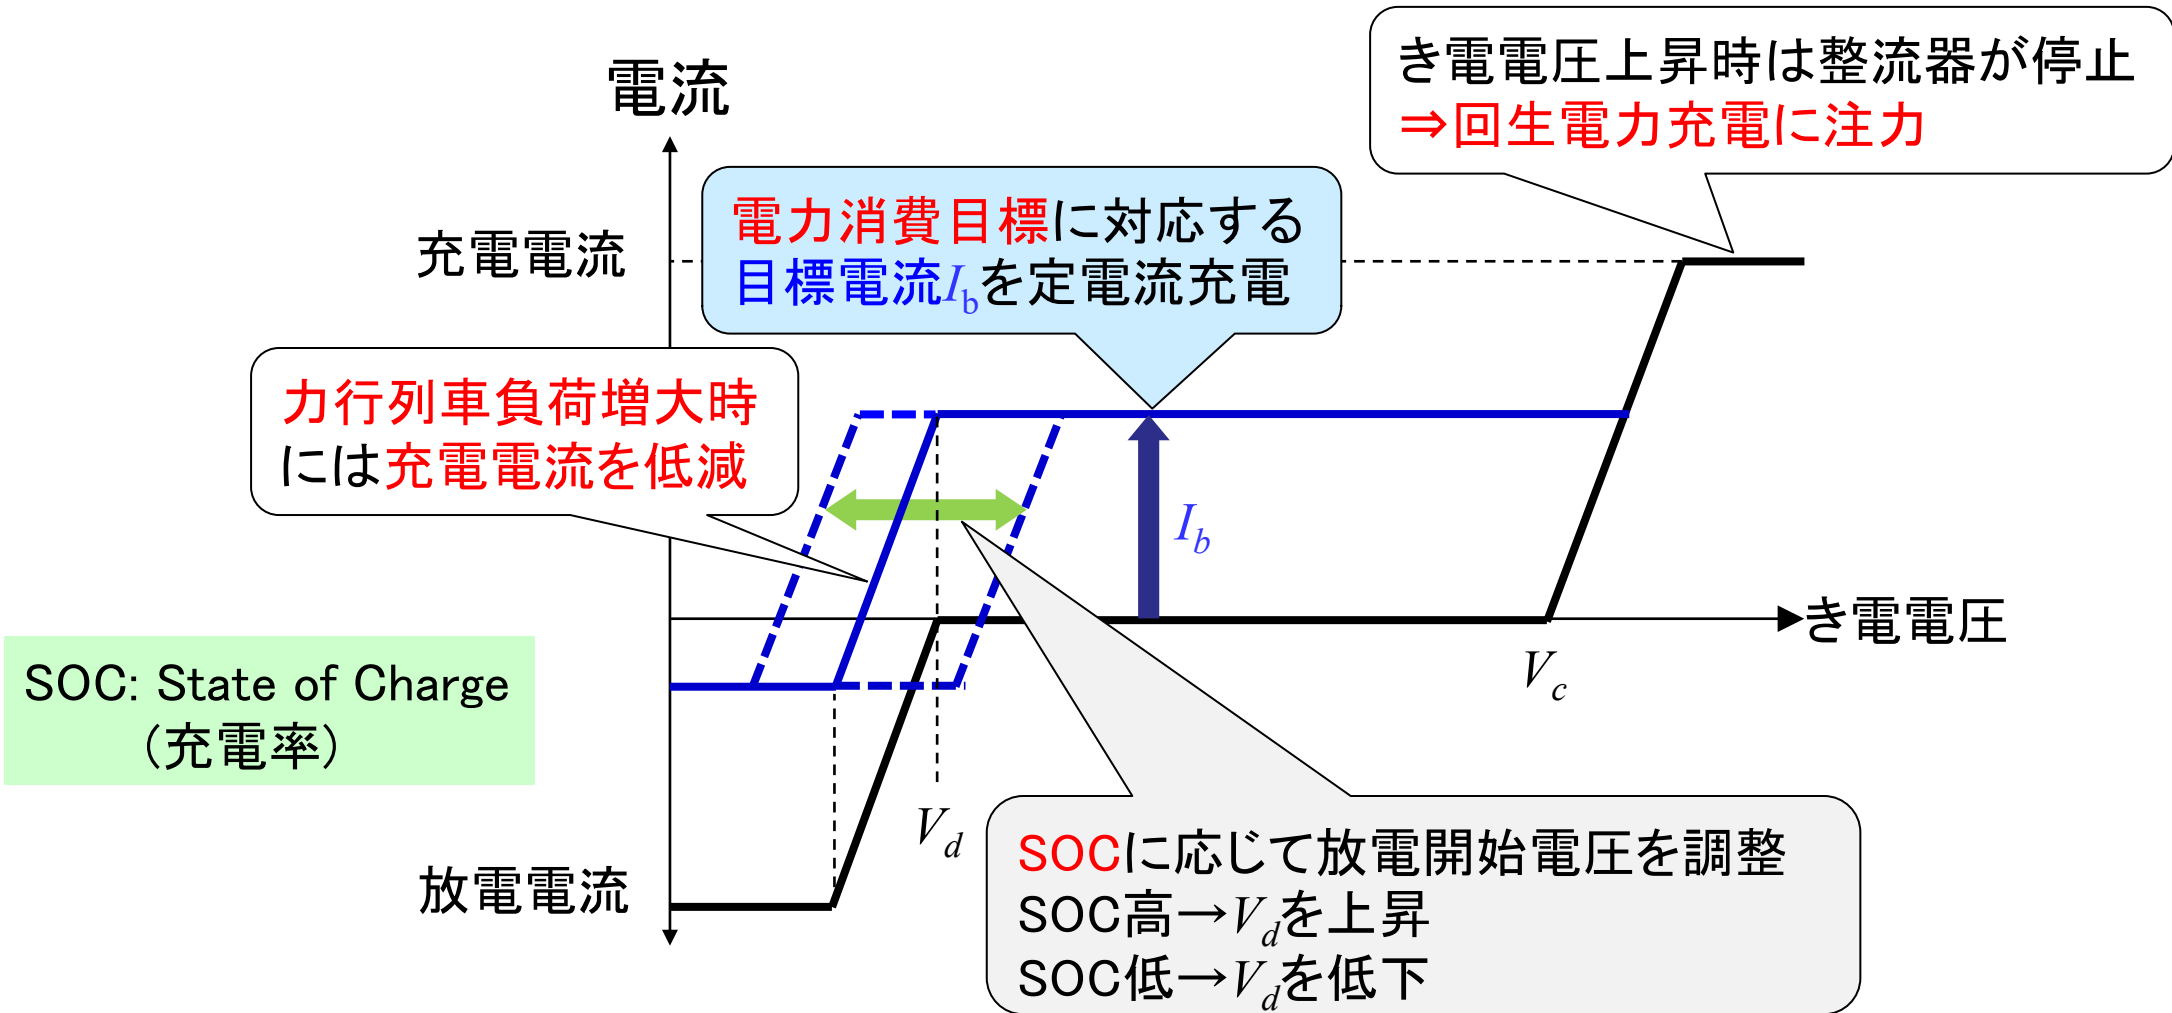 き電電圧上昇時は整流器が停止
⇒回生電力充電に注力
電流
電力消費目標に対応する
目標電流Ibを定電流充電
充電電流
力行列車負荷増大時
には充電電流を低減
Ib
き電電圧
Vc
SOC: State of Charge
(充電率)
Vd
放電電流
SOCに応じて放電開始電圧を調整
SOC高→Vdを上昇
SOC低→Vdを低下